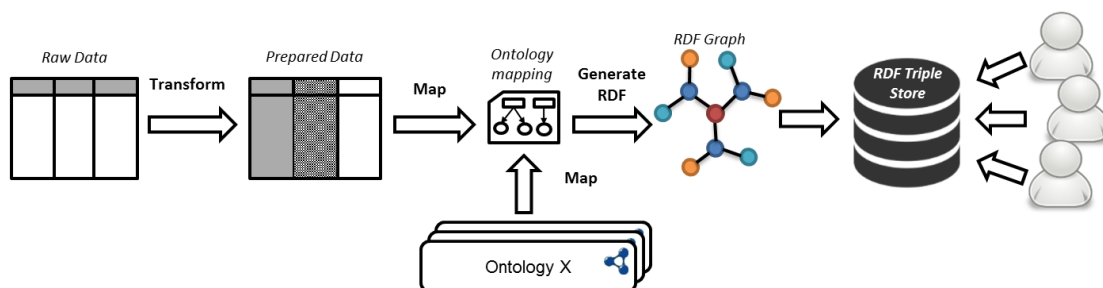 Raw Data
Transform
Prepared Data
Map
Ontology
mapping
Generate
RDF
RDF Graph
RDF Triple
Store
Map
Ontology X